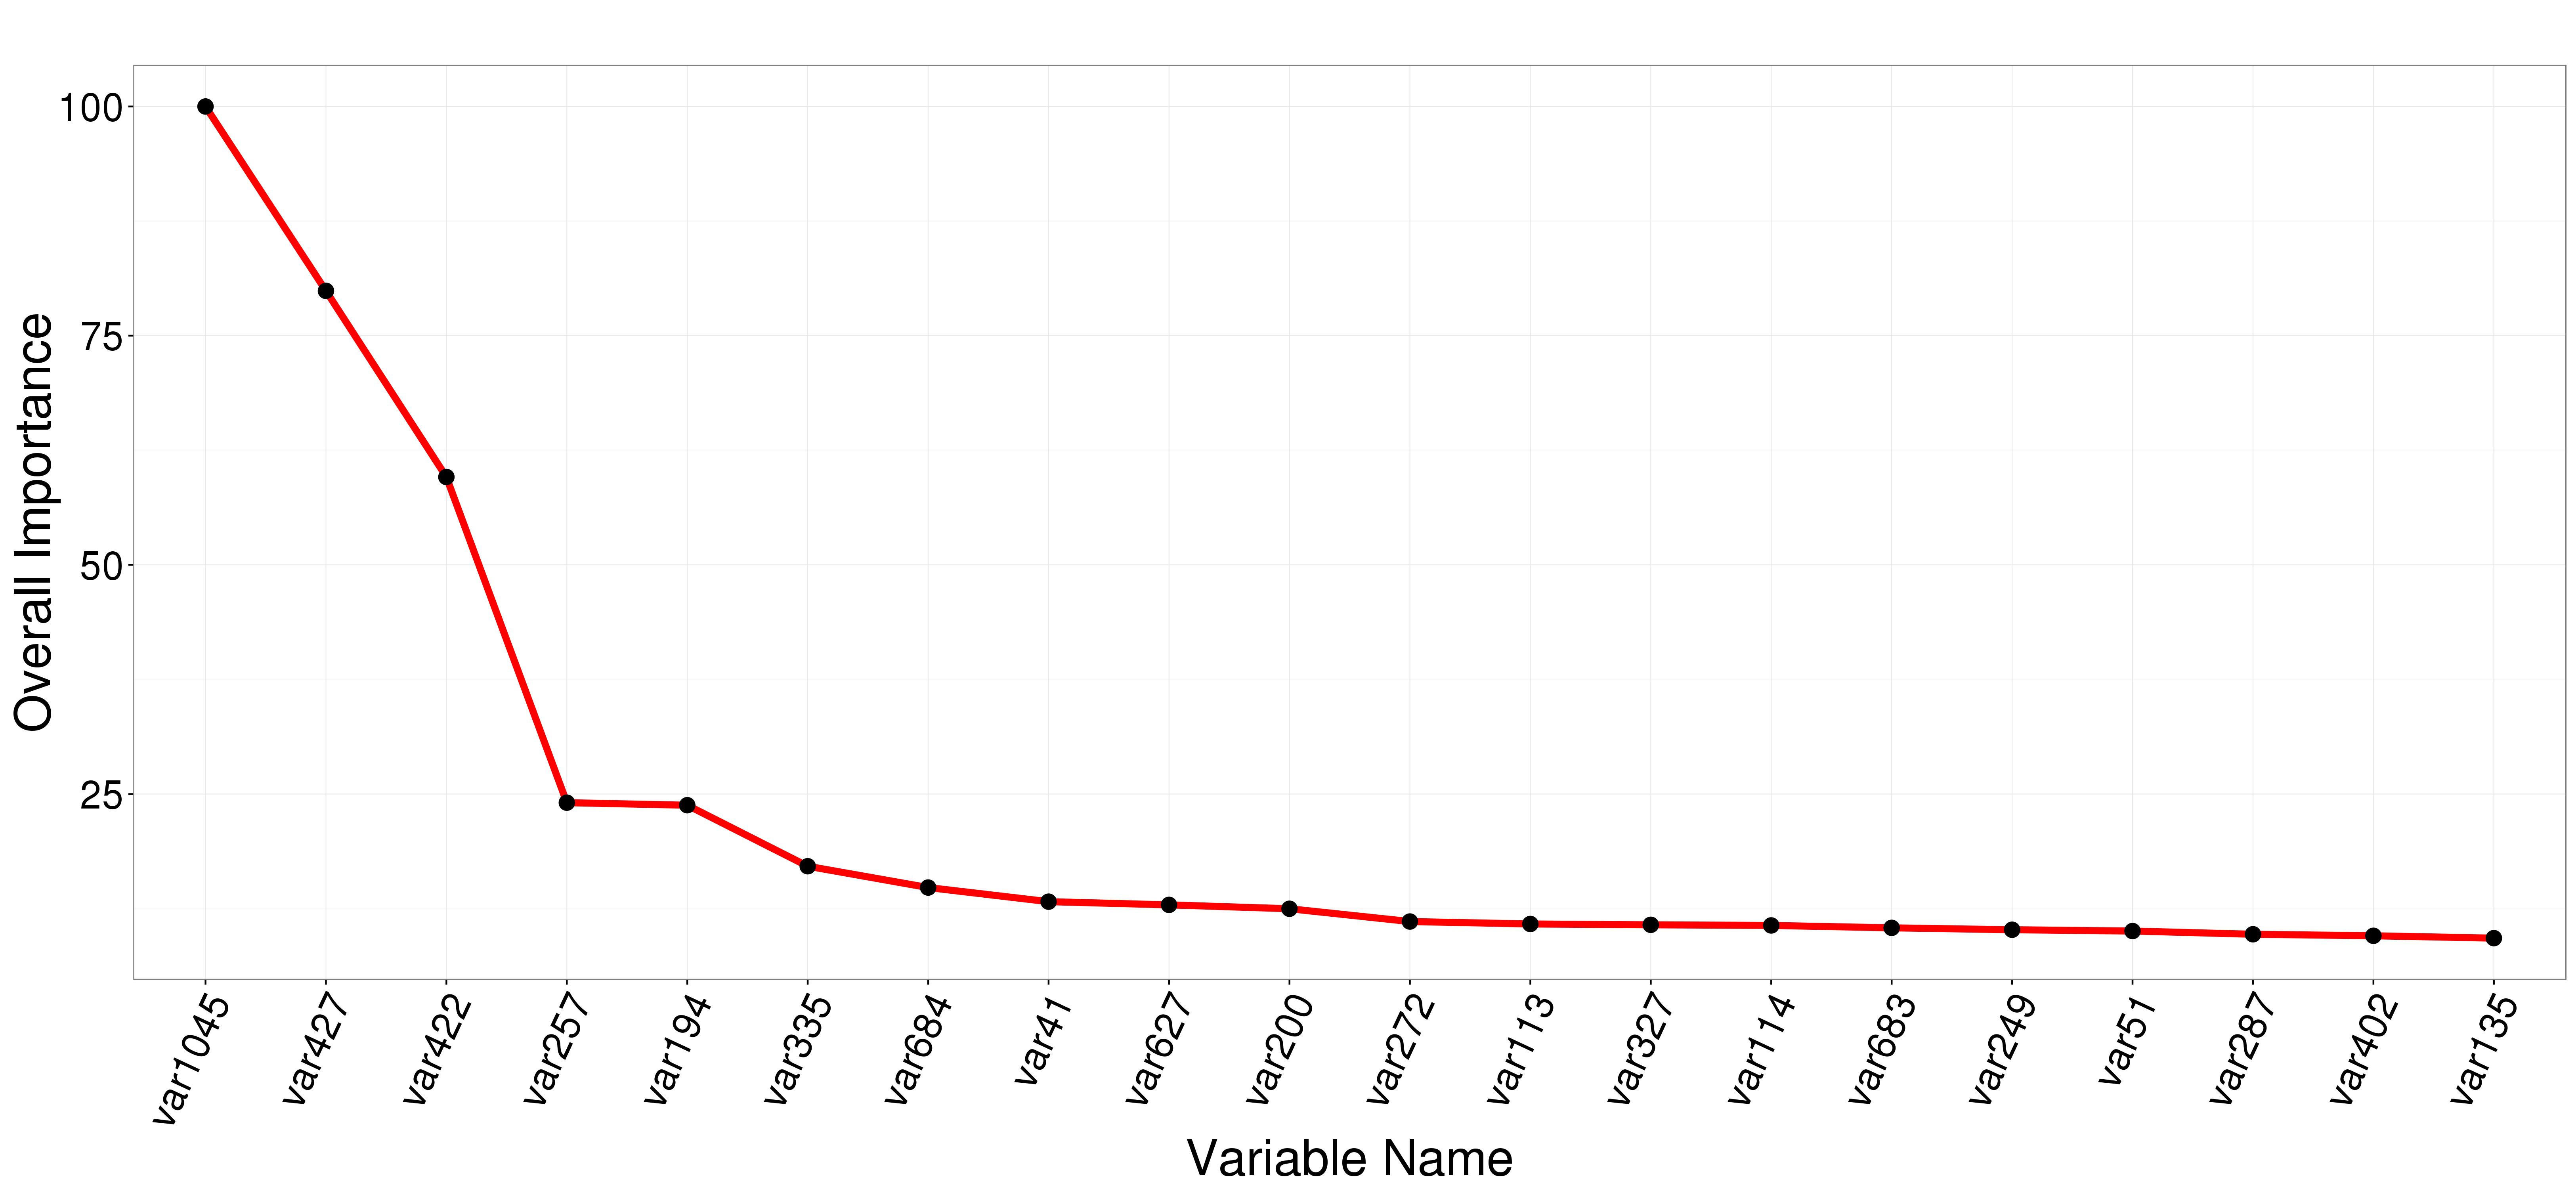 Overall Importance
100
75
50
25
var1045
var427
var422
var257
var194
var335
var684
var41
var627
var200
var272
var113
var327
var114
var683
var249
var51
var287
var402
var135
Variable Name